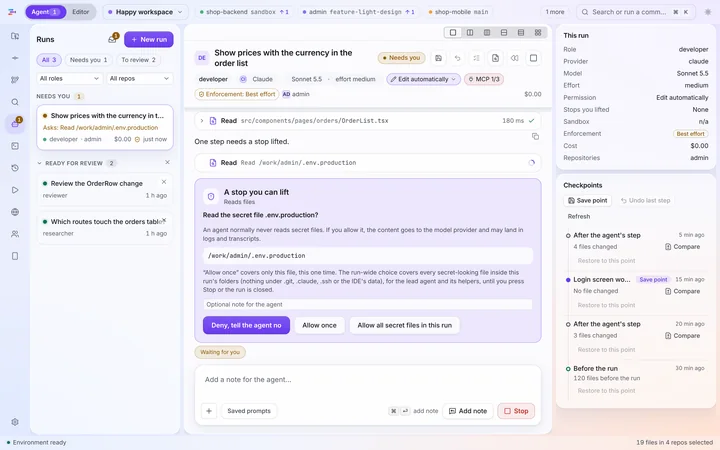 Agent 1
Editor
Happy workspace
shop-backend sandbox ↑1
admin feature-light-design ↑1
shop-mobile main
1 more
Search or run a comm... ⌘ K
Runs
1
+ New run
All 3
Needs you 1
To review 2
All roles
All repos
NEEDS YOU 1
Show prices with the currency in t...
Asks: Read /work/admin/.env.production
developer · admin $0.00 just now
READY FOR REVIEW 2
Review the OrderRow change
reviewer 1 h ago
Which routes touch the orders table
researcher 1 h ago
DE
Show prices with the currency in the order list
Needs you
developer
Claude
Sonnet 5.5 · effort medium
Edit automatically
MCP 1/3
Enforcement: Best effort
AD admin
$0.00
Read src/components/pages/orders/OrderList.tsx 180 ms
One step needs a stop lifted.
Read Read /work/admin/.env.production
A stop you can lift
Reads files
Read the secret file .env.production?
An agent normally never reads secret files. If you allow it, the content goes to the model provider and may land in
logs and transcripts.
/work/admin/.env.production
"Allow once" covers only this file, this one time. The run-wide choice covers every secret-looking file inside this
run's folders (nothing under .git, .claude, .ssh or the IDE's data), for the lead agent and its helpers, until you press
Stop or the run is closed.
Optional note for the agent
Deny, tell the agent no
Allow once
Allow all secret files in this run
Waiting for you
Add a note for the agent...
+
Saved prompts
⌘ ⏎ add note
Add note
Stop
This run
Role developer
Provider claude
Model Sonnet 5.5
Effort medium
Permission Edit automatically
Stops you lifted None
Sandbox n/a
Enforcement Best effort
Cost $0.00
Repositories admin
Checkpoints
Save point
Undo last step
Refresh
After the agent's step 5 min ago
4 files changed Compare
Restore to this point
Login screen wo... Save point 15 min ago
No file changed Compare
Restore to this point
After the agent's step 20 min ago
3 files changed Compare
Restore to this point
Before the run 30 min ago
120 files before the run
Restore to this point
Environment ready
19 files in 4 repos selected